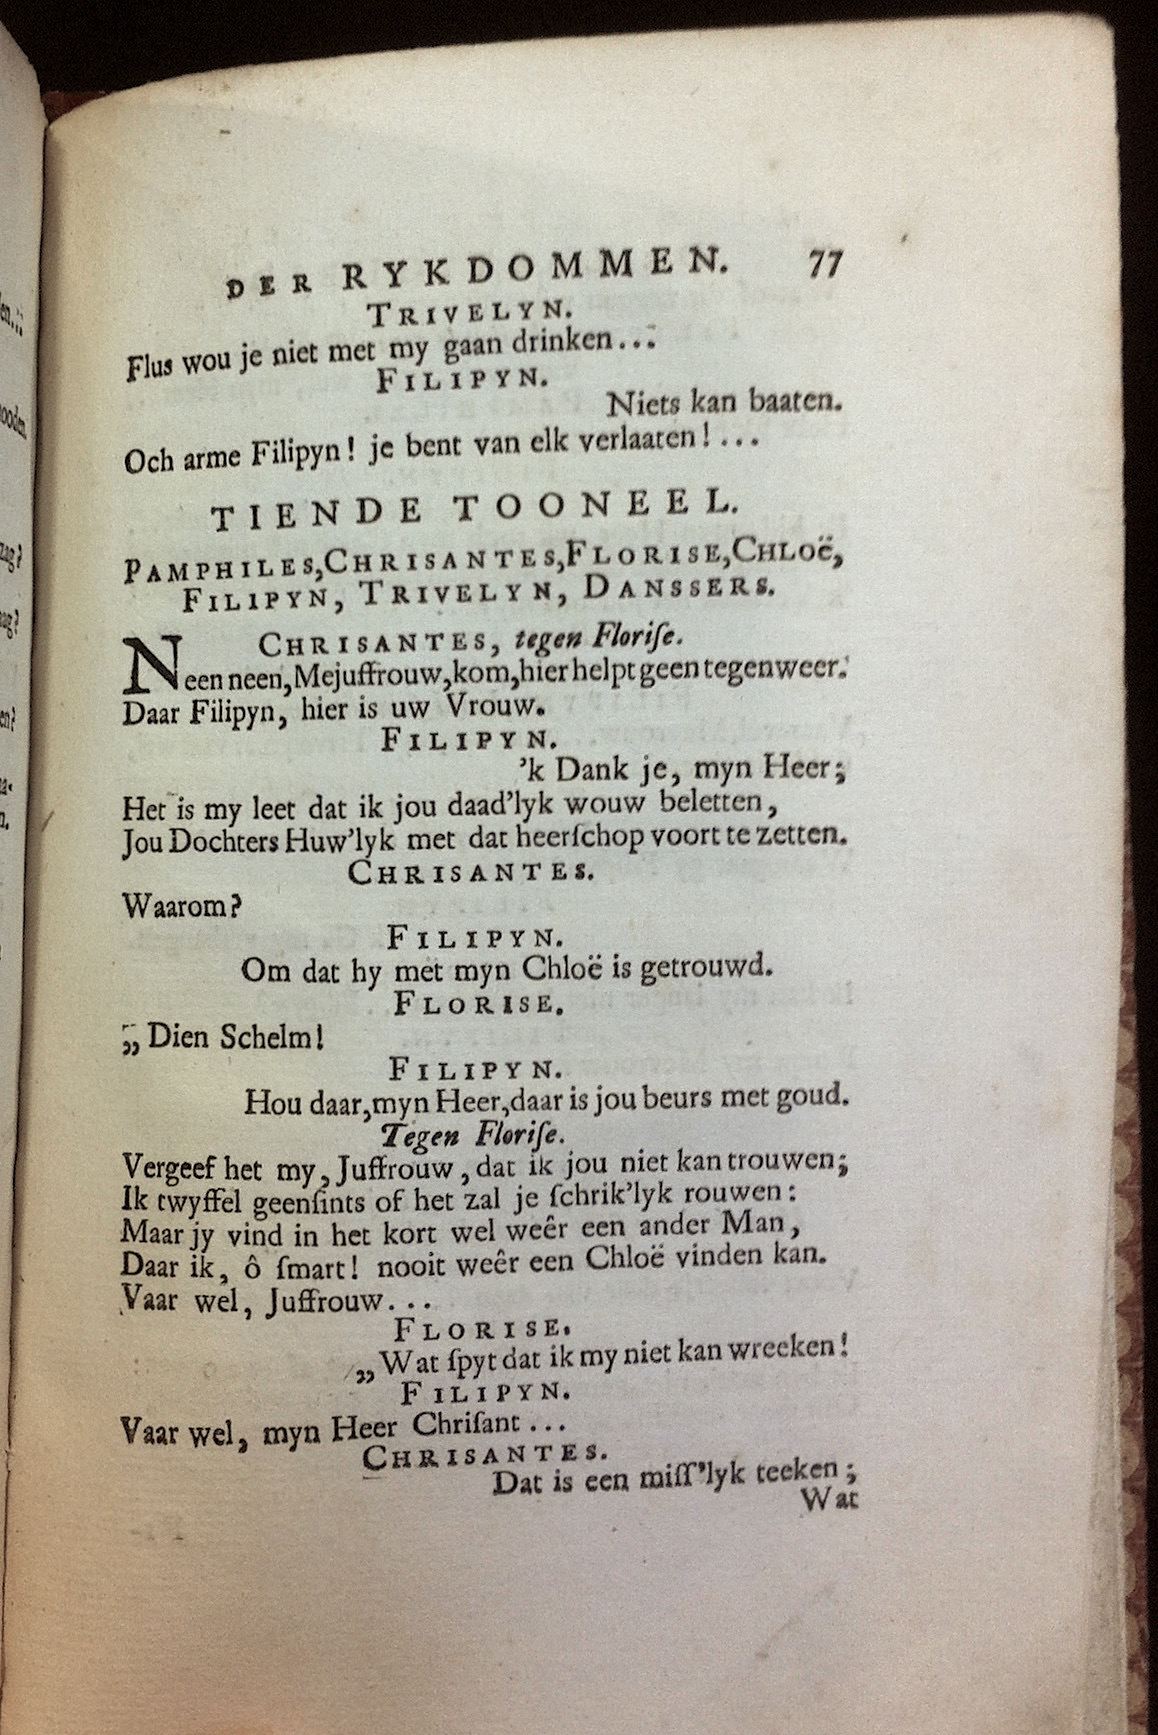 DER RYKDOMMEN. 77
TRIVELYN.
Flus wou je niet met my gaan drinken...
FILIPYN.
Niets kan baaten.
Och arme Filipyn! je bent van elk verlaaten!...
TIENDE TOONEEL.
PAMPHILES, CHRISANTES, FLORISE, CHLOË,
FILIPYN, TRIVELYN, DANSSERS.
CHRISANTES, tegen Floriſe.
Neen neen, Mejuffrouw, kom, hier helpt geen tegenweer.
Daar Filipyn, hier is uw Vrouw.
FILIPYN.
'k Dank je, myn Heer;
Het is my leet dat ik jou daad'lyk wouw beletten,
Jou Dochters Huw'lyk met dat heerſchop voort te zetten.
CHRISANTES.
Waarom?
FILIPYN.
Om dat hy met myn Chloë is getrouwd.
FLORISE.
„ Dien Schelm!
FILIPYN.
Hou daar, myn Heer, daar is jou beurs met goud.
Tegen Floriſe.
Vergeef het my, Juffrouw, dat ik jou niet kan trouwen;
Ik twyffel geenſints of het zal je ſchrik'lyk rouwen:
Maar jy vind in het kort wel weêr een ander Man,
Daar ik, ô ſmart! nooit weêr een Chloë vinden kan.
Vaar wel, Juffrouw...
FLORISE.
„ Wat ſpyt dat ik my niet kan wreeken!
FILIPYN.
Vaar wel, myn Heer Chriſant...
CHRISANTES.
Dat is een miſſ'lyk teeken;
Wat